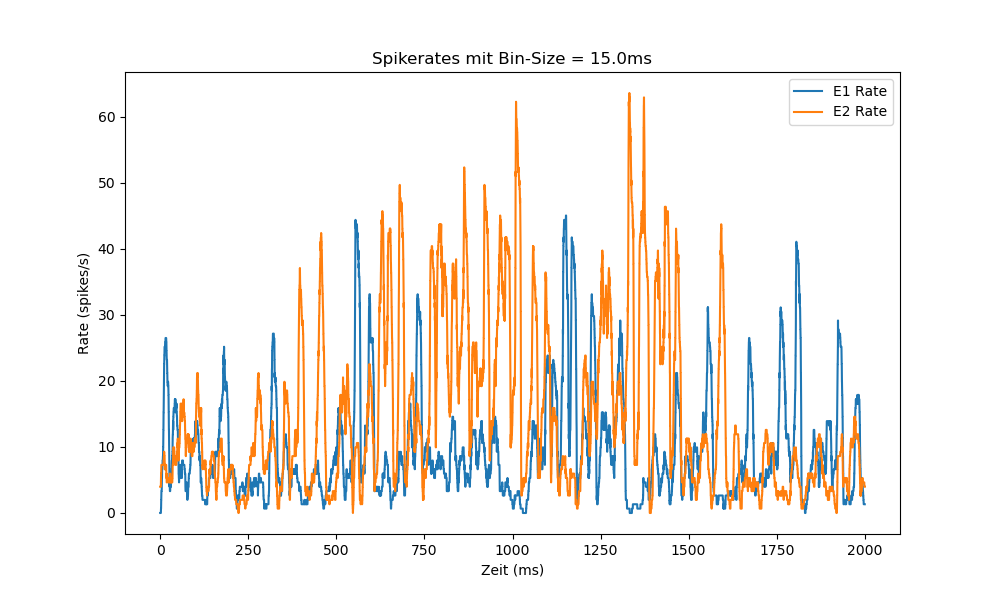 Spikerates mit Bin-Size = 15.0ms
E1 Rate
E2 Rate
Rate (spikes/s)
60
50
40
30
20
10
0
0 250 500 750 1000 1250 1500 1750 2000
Zeit (ms)